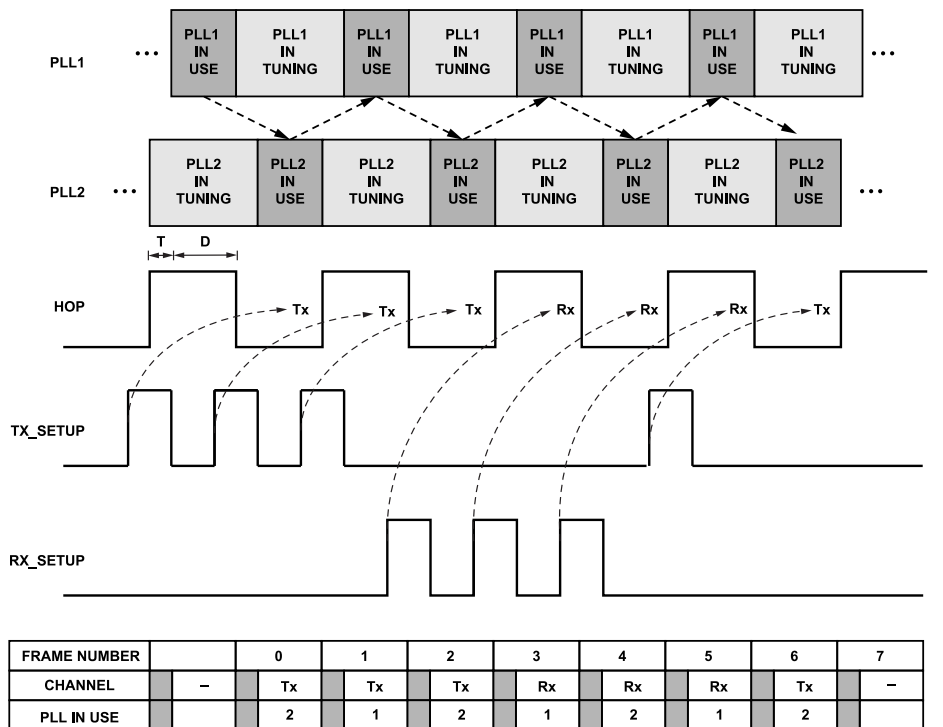 PLL1
•••
PLL1
IN
USE
PLL1
IN
TUNING
PLL1
IN
USE
PLL1
IN
TUNING
PLL1
IN
USE
PLL1
IN
TUNING
PLL1
IN
USE
PLL1
IN
TUNING
•••
PLL2
•••
PLL2
IN
TUNING
PLL2
IN
USE
PLL2
IN
TUNING
PLL2
IN
USE
PLL2
IN
TUNING
PLL2
IN
USE
PLL2
IN
TUNING
PLL2
IN
USE
•••
T D
HOP Tx Tx Tx Rx Rx Rx Tx
TX_SETUP
RX_SETUP
FRAME NUMBER 0 1 2 3 4 5 6 7
CHANNEL – Tx Tx Tx Rx Rx Rx Tx –
PLL IN USE 2 1 2 1 2 1 2